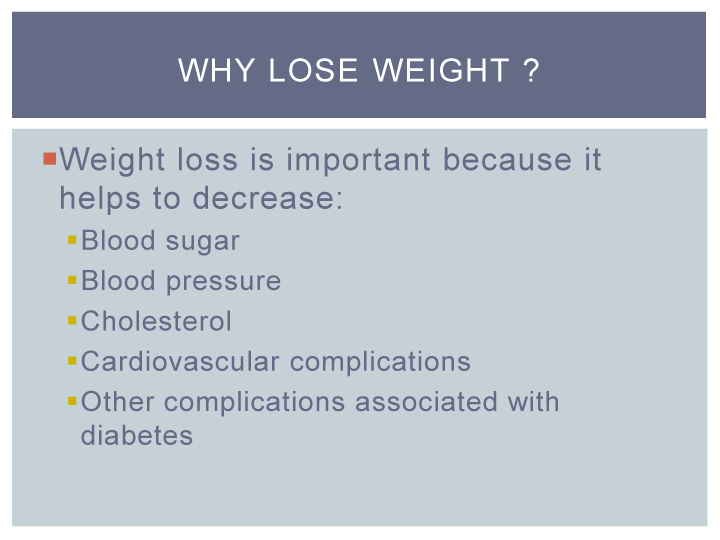 WHY LOSE WEIGHT ?
Weight loss is important because it
helps to decrease:
Blood sugar
Blood pressure
Cholesterol
Cardiovascular complications
Other complications associated with
diabetes